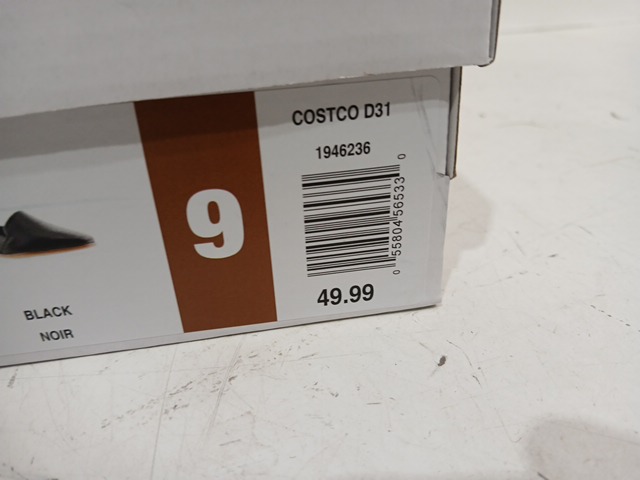 COSTCO D31
1946236
9
0 55804 56533 0
49.99
BLACK
NOIR